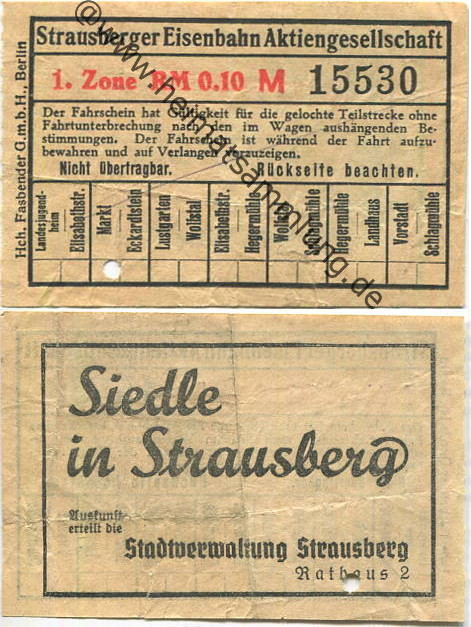 Strausberger Eisenbahn Aktiengesellschaft
1. Zone RM 0.10 M 15530
Der Fahrschein hat Gültigkeit für die gelochte Teilstrecke ohne
Fahrtunterbrechung nach den im Wagen aushängenden Be-
stimmungen. Der Fahrschein ist während der Fahrt aufzu-
bewahren und auf Verlangen vorzuzeigen.
Nicht übertragbar. Rückseite beachten.
Landesjugend-
heim
Elisabethstr.
Markt
Eckardtstein
Lustgarten
Wolfstal
Elisabethstr.
Hegermühle
Hegermühle
Landhaus
Vorstadt
Schlagmühle
Hch. Fasbender G.m.b.H., Berlin
@www.heimatsammlung.de
Siedle
in Strausberg
Auskunft
erteilt die
Stadtverwaltung Strausberg
Rathaus 2